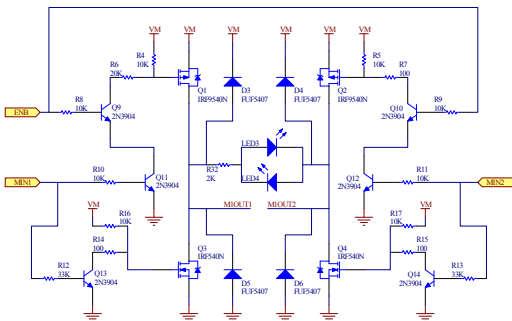 VM VM VM VM VM VM
R4
10K
R6
20K
Q1
IRF9540N
D3
FUF5407
D4
FUF5407
Q2
IRF9540N
R5
10K
R7
100
ENB
R8
10K
Q9
2N3904
Q10
2N3904
R9
10K
LED3
R32
2K
LED4
MIN1
R10
10K
Q11
2N3904
Q12
2N3904
R11
10K
MIN2
M1OUT1
M1OUT2
VM
R16
10K
R14
100
R12
33K
Q13
2N3904
Q3
IRF540N
D5
FUF5407
D6
FUF5407
Q4
IRF540N
R17
10K
VM
R15
100
Q14
2N3904
R13
33K